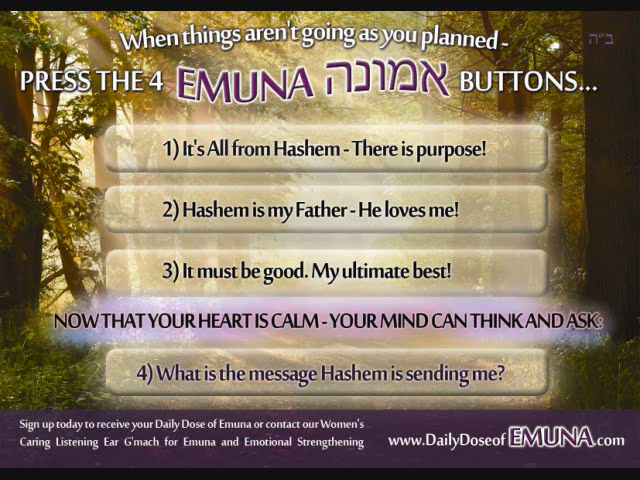 ב"ה
When things aren't going as you planned -
PRESS THE 4 EMUNA אמונה BUTTONS...
1) It's All from Hashem - There is purpose!
2) Hashem is my Father - He loves me!
3) It must be good. My ultimate best!
NOW THAT YOUR HEART IS CALM - YOUR MIND CAN THINK AND ASK:
4) What is the message Hashem is sending me?
Sign up today to receive your Daily Dose of Emuna or contact our Women's
Caring Listening Ear G'mach for Emuna and Emotional Strengthening
www.DailyDoseofEMUNA.com